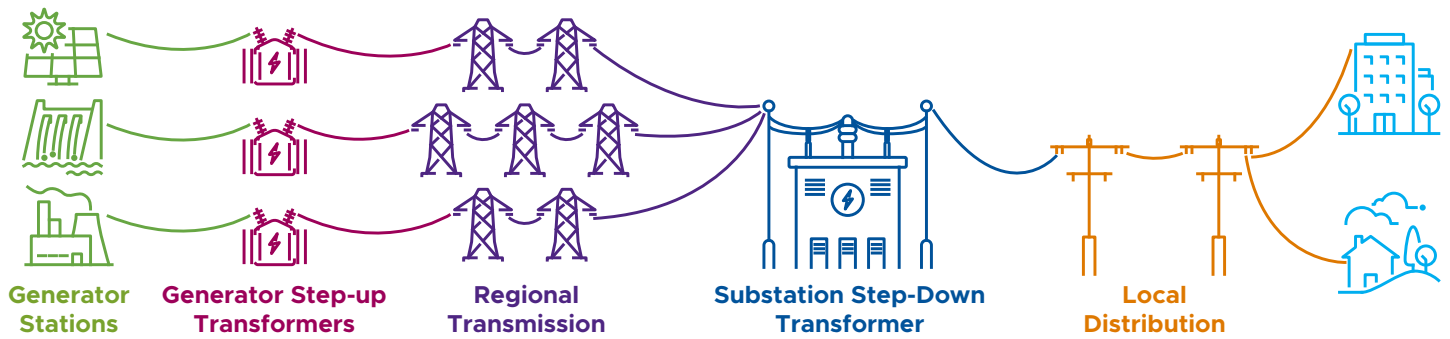 Generator
Stations
Generator Step-up
Transformers
Regional
Transmission
Substation Step-Down
Transformer
Local
Distribution